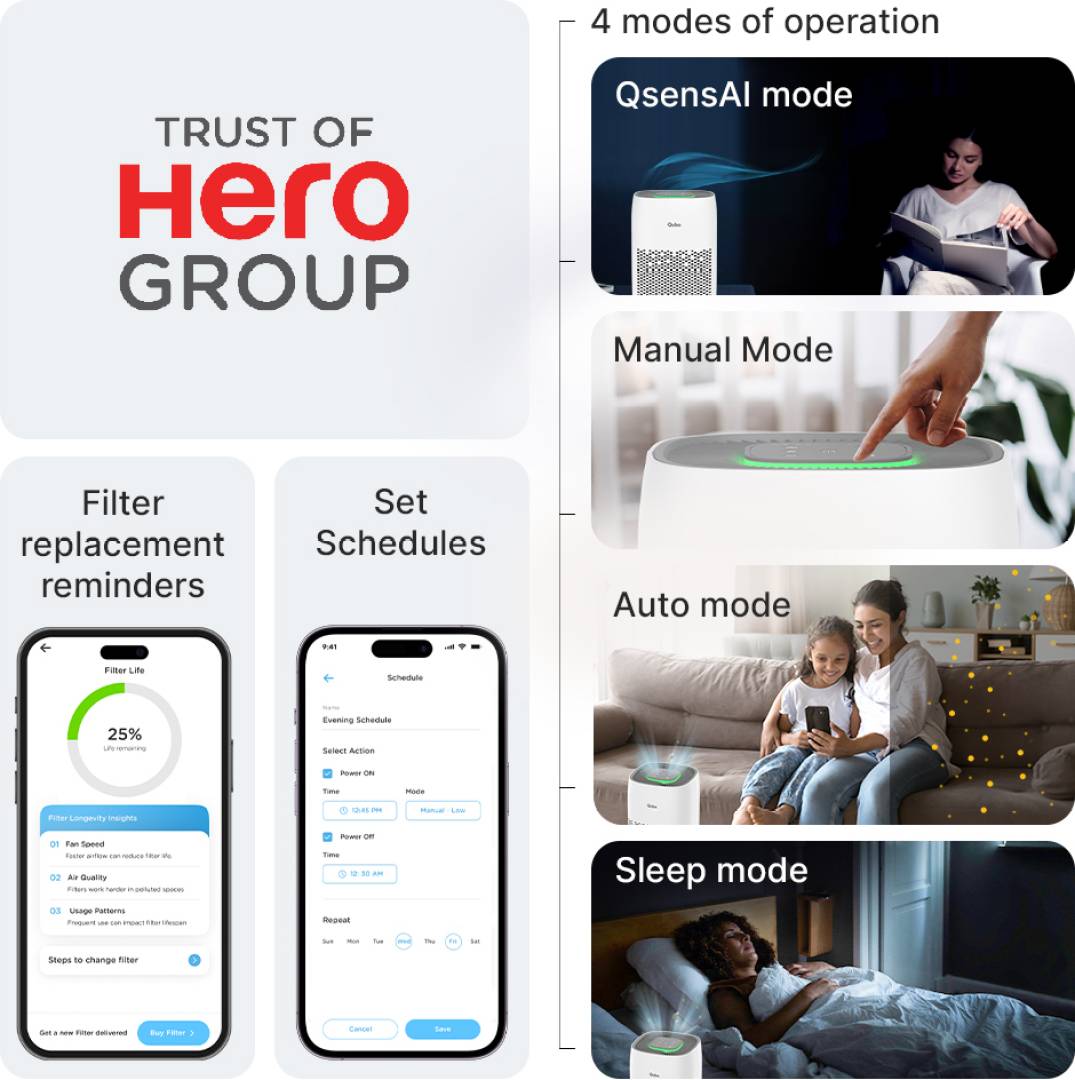 TRUST OF
Hero
GROUP
Filter
replacement
reminders
Filter Life
25%
Life remaining
Filter Longevity Insights
01 Fan Speed
Faster airflow can reduce filter life.
02 Air Quality
Filters work harder in polluted spaces
03 Usage Patterns
Frequent use can impact filter lifespan
Steps to change filter
Get a new Filter delivered
Buy Filter
Set
Schedules
9:41
Schedule
Name
Evening Schedule
Select Action
Power ON
Time Mode
12:45 PM Manual - Low
Power Off
Time
12:30 AM
Repeat
Sun Mon Tue Wed Thu Fri Sat
Cancel Save
4 modes of operation
QsensAI mode
Qubo
Manual Mode
Auto mode
Qubo
Sleep mode
Qubo